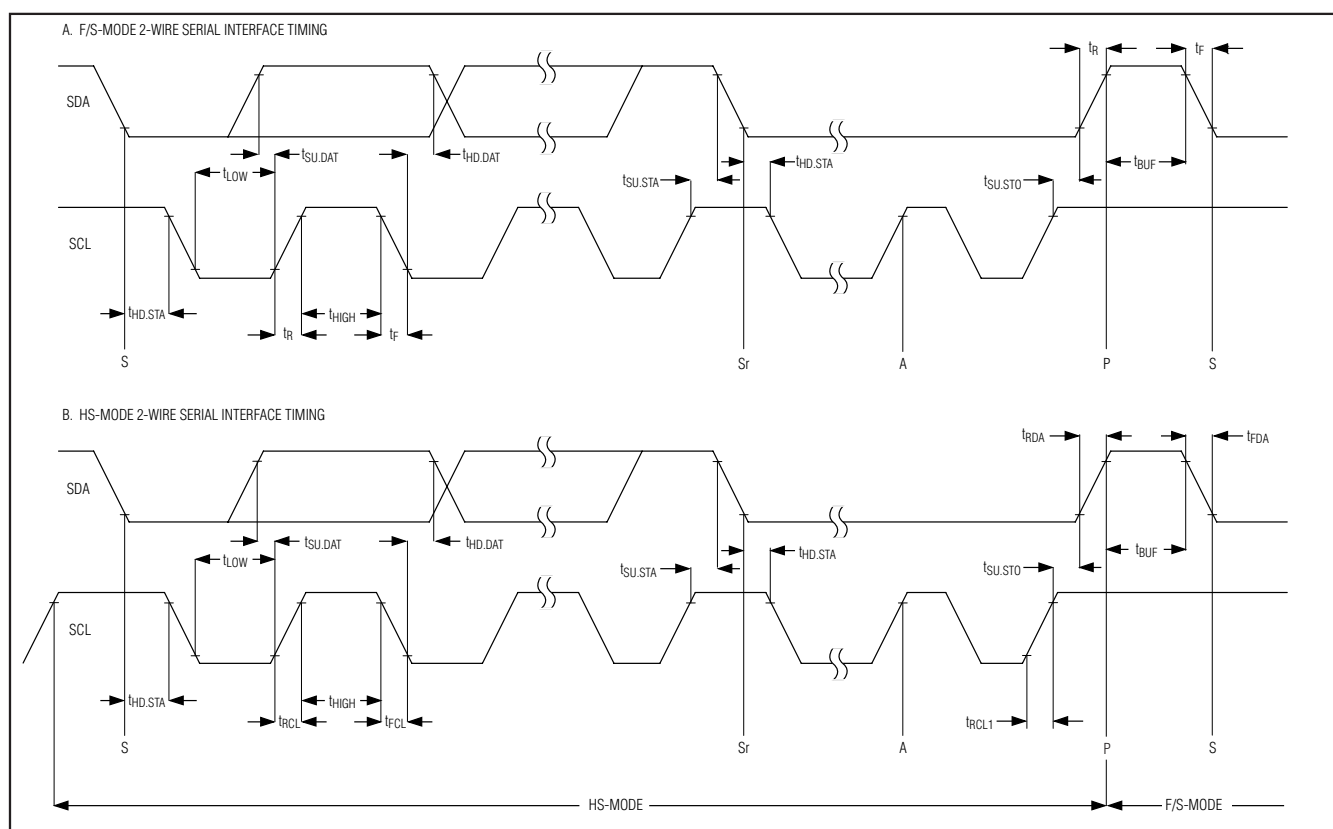 A. F/S-MODE 2-WIRE SERIAL INTERFACE TIMING
tR
tF
SDA
tSU.DAT
tHD.DAT
tHD.STA
tBUF
tLOW
tSU.STA
tSU.STO
SCL
tHD.STA
tR
tHIGH
tF
S
Sr
A
P
S
B. HS-MODE 2-WIRE SERIAL INTERFACE TIMING
tRDA
tFDA
SDA
tSU.DAT
tHD.DAT
tHD.STA
tBUF
tLOW
tSU.STA
tSU.STO
SCL
tHD.STA
tRCL
tHIGH
tFCL
tRCL1
S
Sr
A
P
S
HS-MODE
F/S-MODE